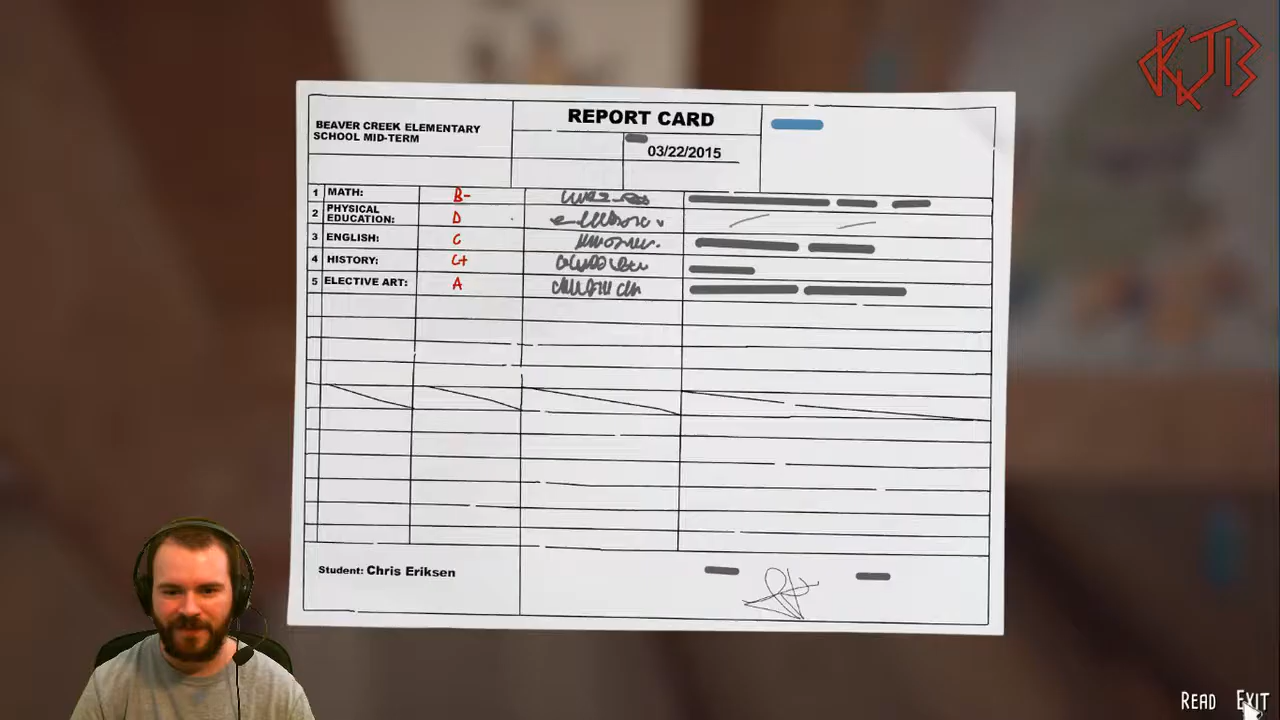 KJB
REPORT CARD
BEAVER CREEK ELEMENTARY
SCHOOL MID-TERM
03/22/2015
1 MATH: B-
2 PHYSICAL
EDUCATION: D
3 ENGLISH: C
4 HISTORY: C+
5 ELECTIVE ART: A
Student: Chris Eriksen
READ EXIT